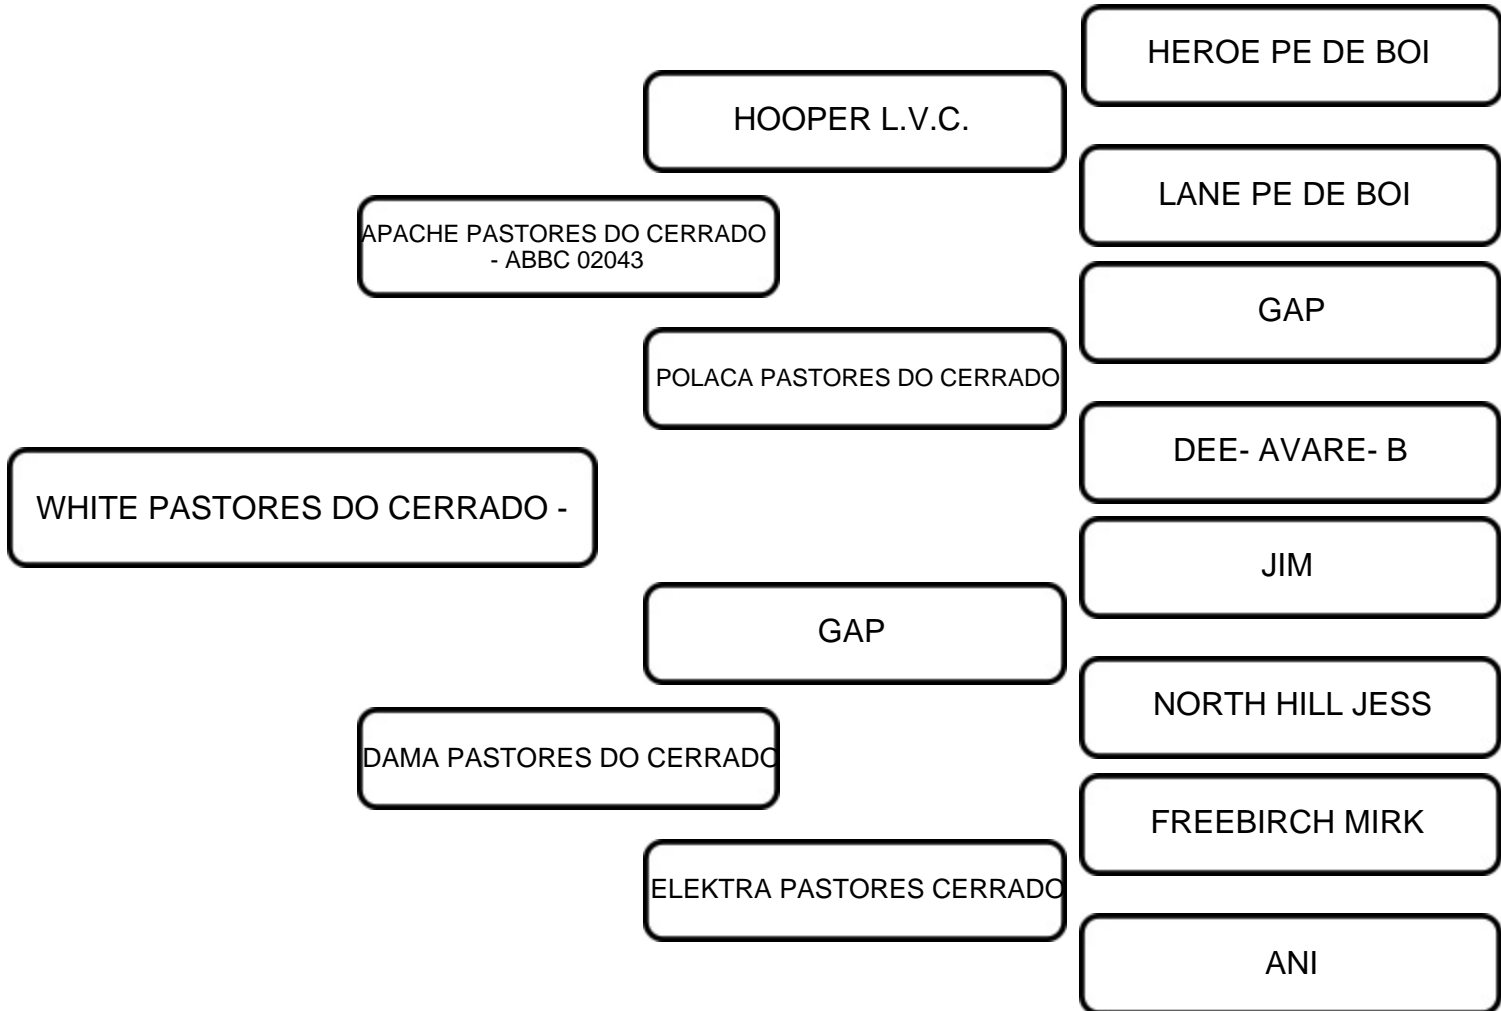 HEROE PE DE BOI
HOOPER L.V.C.
LANE PE DE BOI
APACHE PASTORES DO CERRADO
- ABBC 02043
GAP
POLACA PASTORES DO CERRADO
DEE- AVARE- B
WHITE PASTORES DO CERRADO -
JIM
GAP
NORTH HILL JESS
DAMA PASTORES DO CERRADO
FREEBIRCH MIRK
ELEKTRA PASTORES CERRADO
ANI